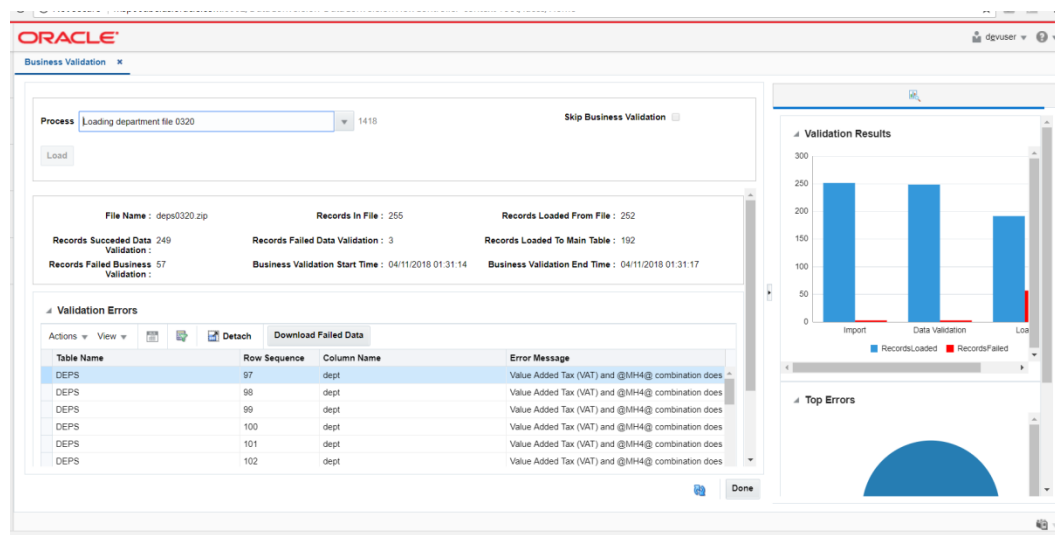 ORACLE
devuser
Business Validation ×
Process Loading department file 0320 1418 Skip Business Validation
Load
File Name : deps0320.zip Records In File : 255 Records Loaded From File : 252
Records Succeded Data Validation : 249 Records Failed Data Validation : 3 Records Loaded To Main Table : 192
Records Failed Business Validation : 57 Business Validation Start Time : 04/11/2018 01:31:14 Business Validation End Time : 04/11/2018 01:31:17
Validation Errors
Actions View Detach Download Failed Data
Table Name Row Sequence Column Name Error Message
DEPS 97 dept Value Added Tax (VAT) and @MH4@ combination does
DEPS 98 dept Value Added Tax (VAT) and @MH4@ combination does
DEPS 99 dept Value Added Tax (VAT) and @MH4@ combination does
DEPS 100 dept Value Added Tax (VAT) and @MH4@ combination does
DEPS 101 dept Value Added Tax (VAT) and @MH4@ combination does
DEPS 102 dept Value Added Tax (VAT) and @MH4@ combination does
Done
Validation Results
300
250
200
150
100
50
0
Import Data Validation Loa
RecordsLoaded RecordsFailed
Top Errors